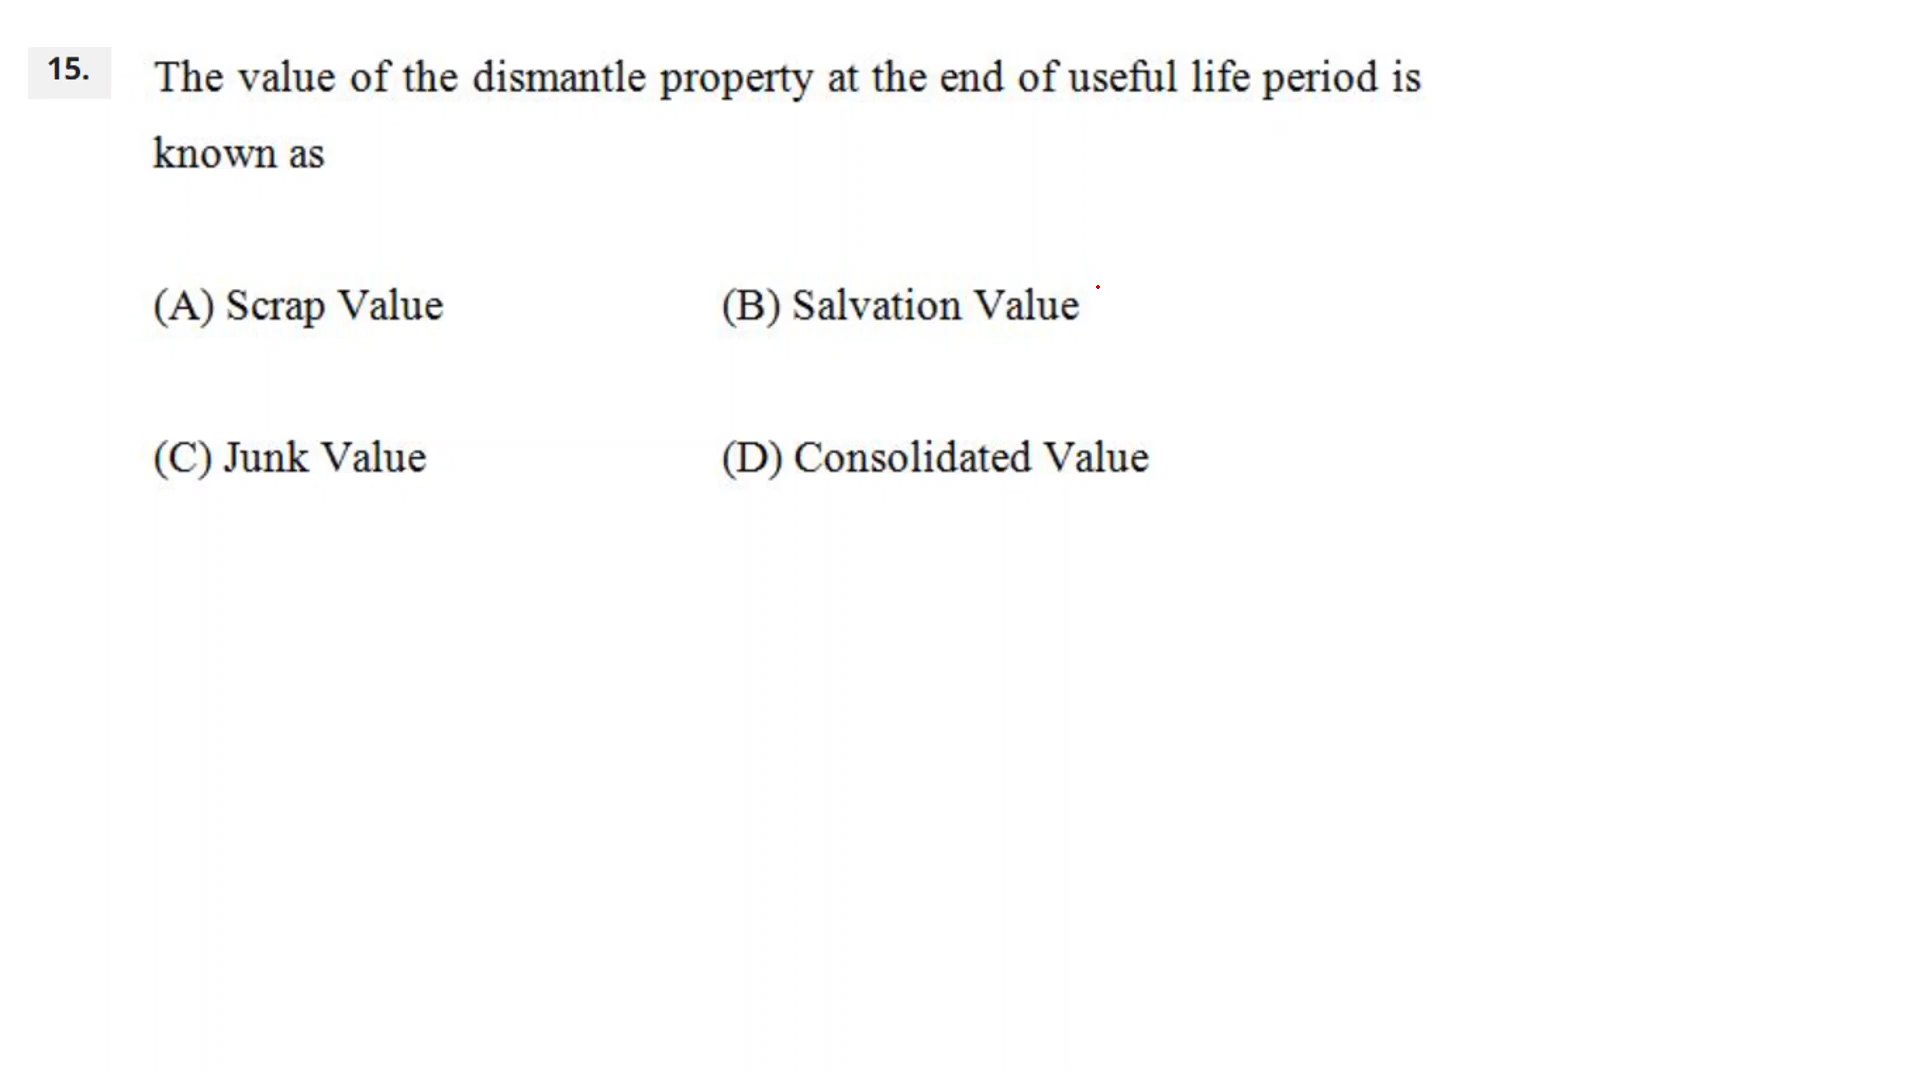 15. The value of the dismantle property at the end of useful life period is
known as
(A) Scrap Value (B) Salvation Value
(C) Junk Value (D) Consolidated Value